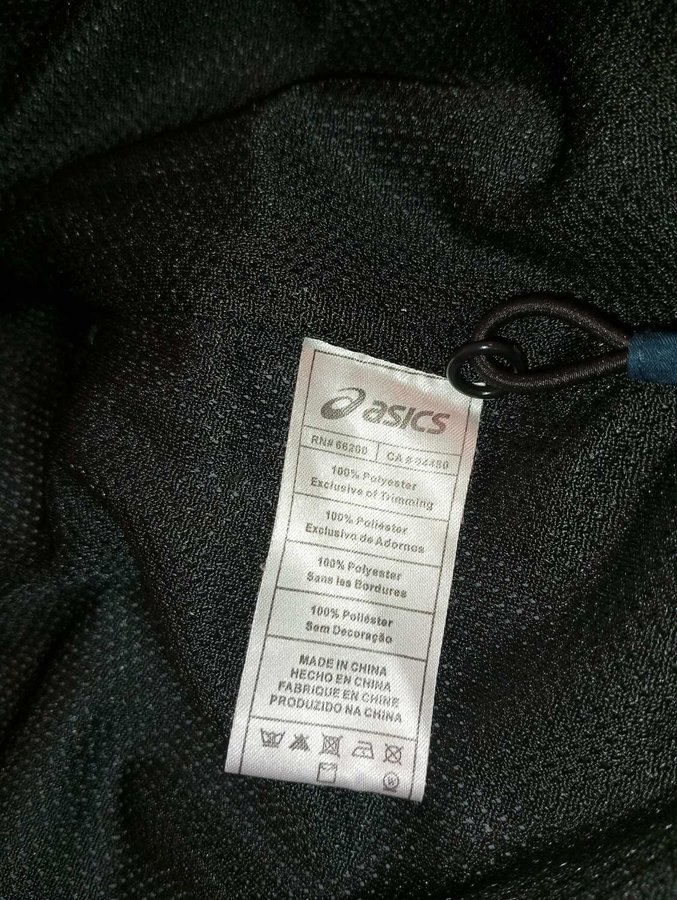 asics
RN# 66200 CA # 24480
100% Polyester
Exclusive of Trimming
100% Poliéster
Exclusivo de Adornos
100% Polyester
Sans les Bordures
100% Poliéster
Sem Decoração
MADE IN CHINA
HECHO EN CHINA
FABRIQUE EN CHINE
PRODUZIDO NA CHINA
W